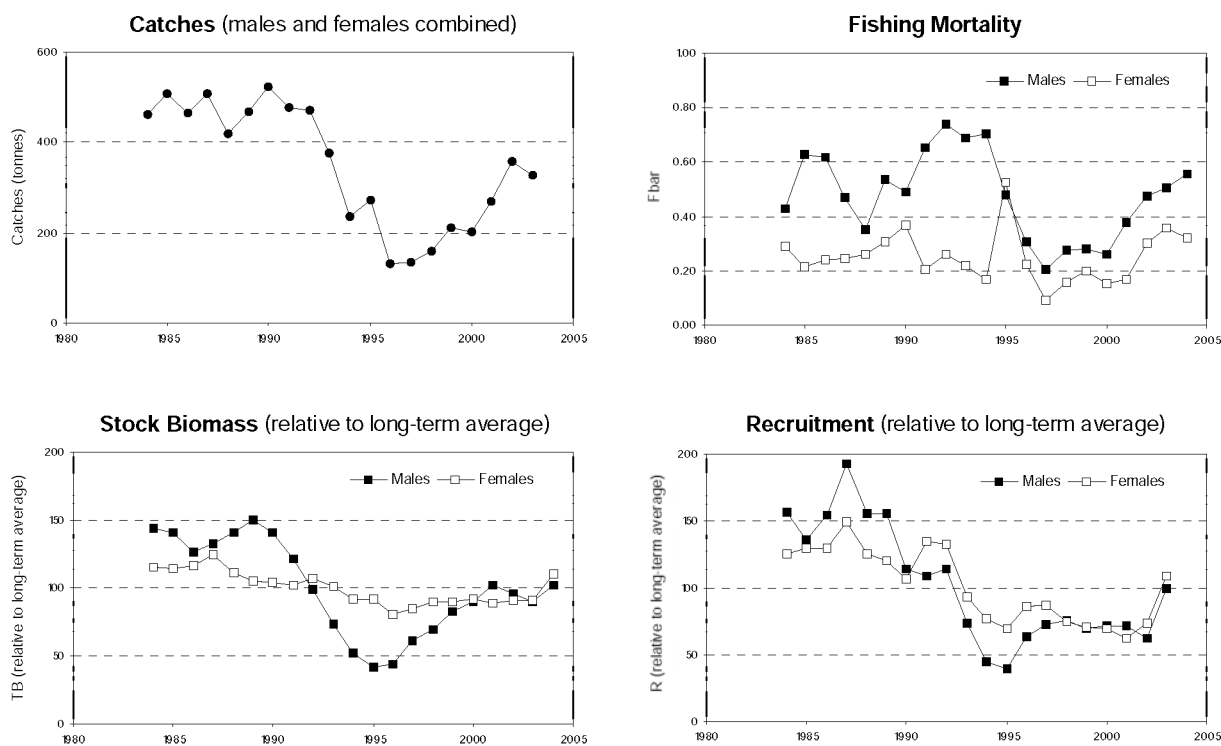 Catches (males and females combined)
600
400
200
0
Catches (tonnes)
1980 1985 1990 1995 2000 2005
Fishing Mortality
Males Females
1.00
0.80
0.60
0.40
0.20
0.00
Fbar
1980 1985 1990 1995 2000 2005
Stock Biomass (relative to long-term average)
Males Females
200
150
100
50
0
TB (relative to long-term average)
1980 1985 1990 1995 2000 2005
Recruitment (relative to long-term average)
Males Females
200
150
100
50
0
R (relative to long-term average)
1980 1985 1990 1995 2000 2005